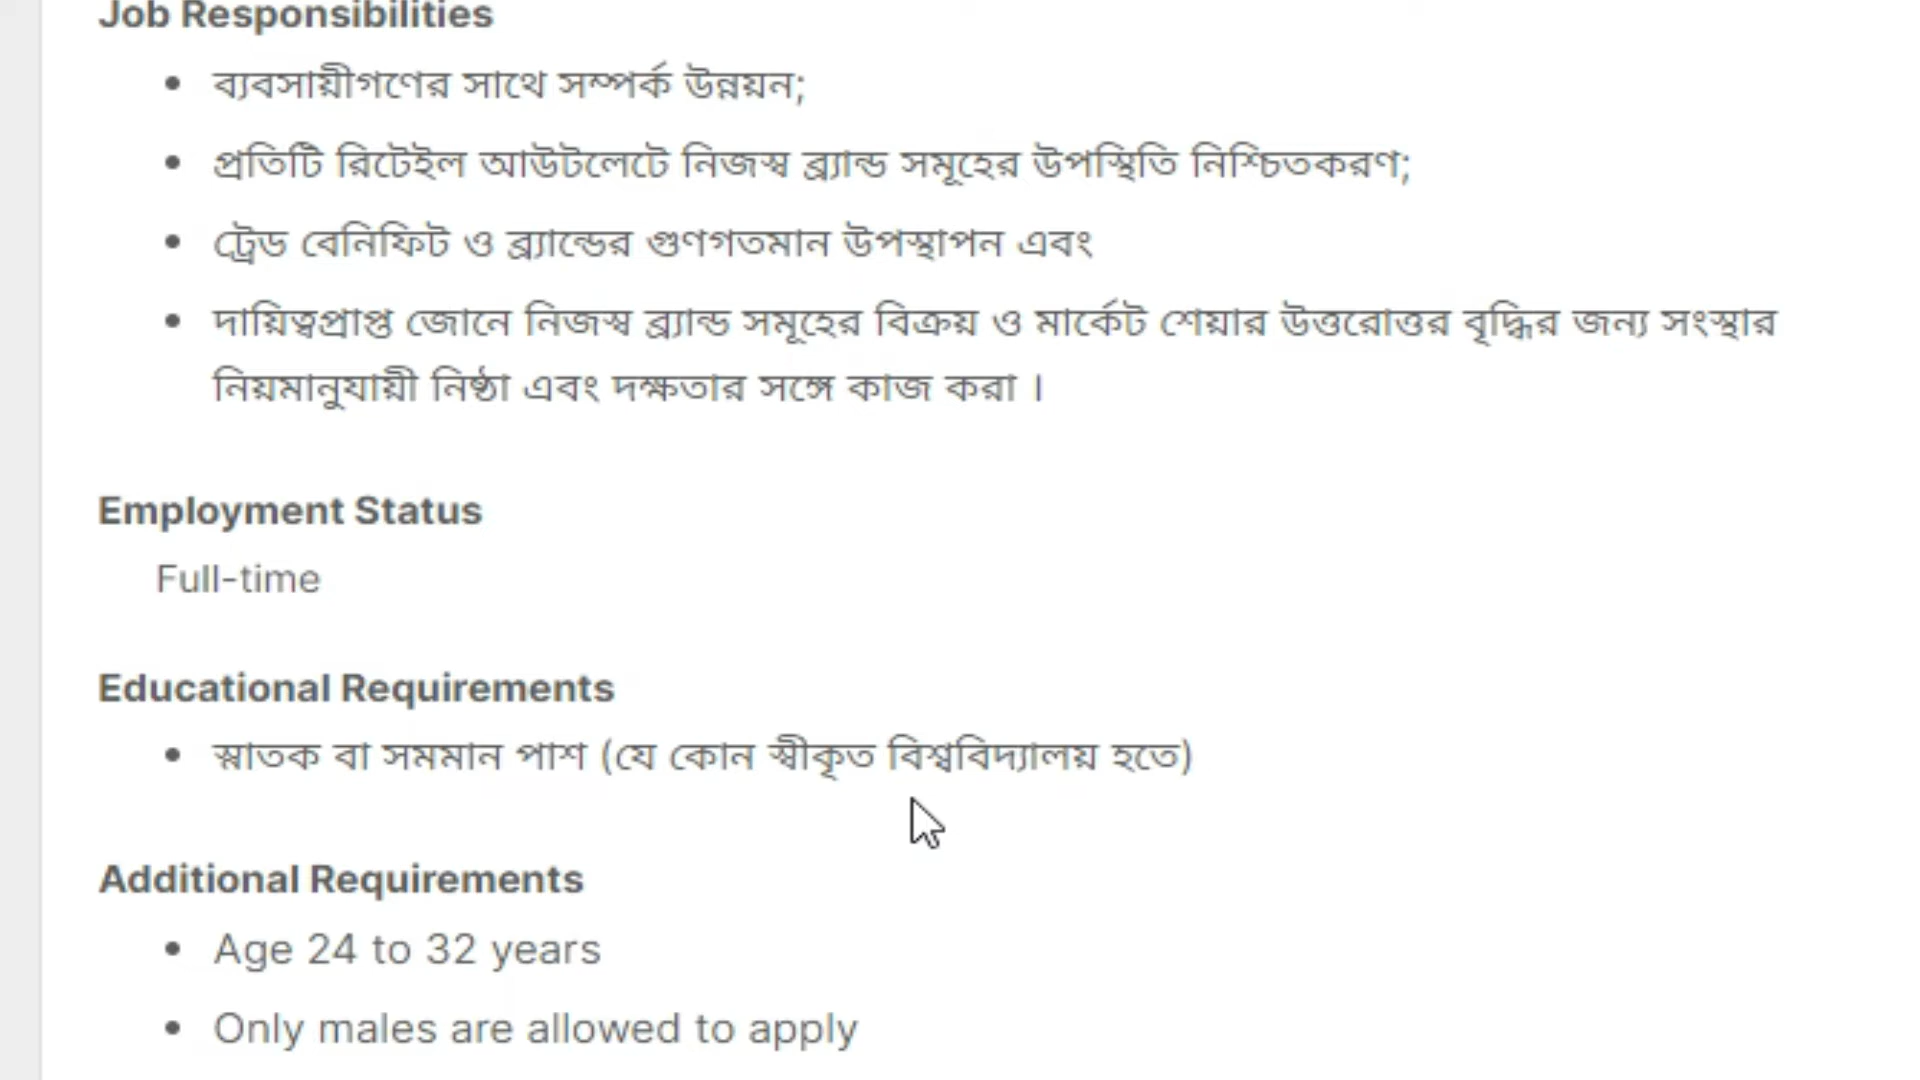 Job Responsibilities
ব্যবসায়ীগণের সাথে সম্পর্ক উন্নয়ন;
প্রতিটি রিটেইল আউটলেটে নিজস্ব ব্র্যান্ড সমূহের উপস্থিতি নিশ্চিতকরণ;
ট্রেড বেনিফিট ও ব্র্যান্ডের গুণগতমান উপস্থাপন এবং
দায়িত্বপ্রাপ্ত জোনে নিজস্ব ব্র্যান্ড সমূহের বিক্রয় ও মার্কেট শেয়ার উত্তরোত্তর বৃদ্ধির জন্য সংস্থার
নিয়মানুযায়ী নিষ্ঠা এবং দক্ষতার সঙ্গে কাজ করা ।
Employment Status
Full-time
Educational Requirements
স্নাতক বা সমমান পাশ (যে কোন স্বীকৃত বিশ্ববিদ্যালয় হতে)
Additional Requirements
Age 24 to 32 years
Only males are allowed to apply